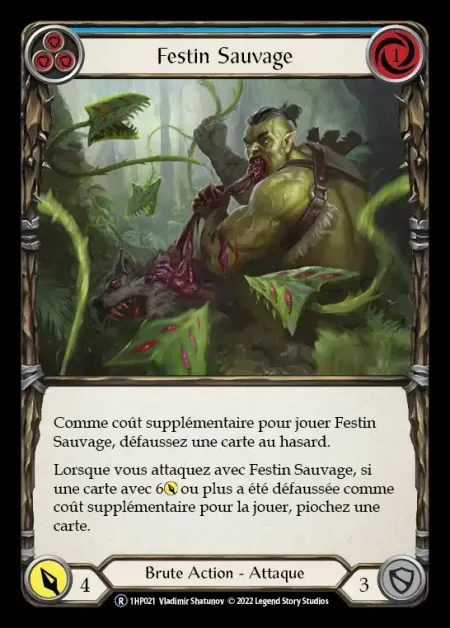 Festin Sauvage
1
Comme coût supplémentaire pour jouer Festin
Sauvage, défaussez une carte au hasard.
Lorsque vous attaquez avec Festin Sauvage, si
une carte avec 6 ou plus a été défaussée comme
coût supplémentaire pour la jouer, piochez une
carte.
4
Brute Action - Attaque
3
R 1HP021 Vladimir Shatunov © 2022 Legend Story Studios